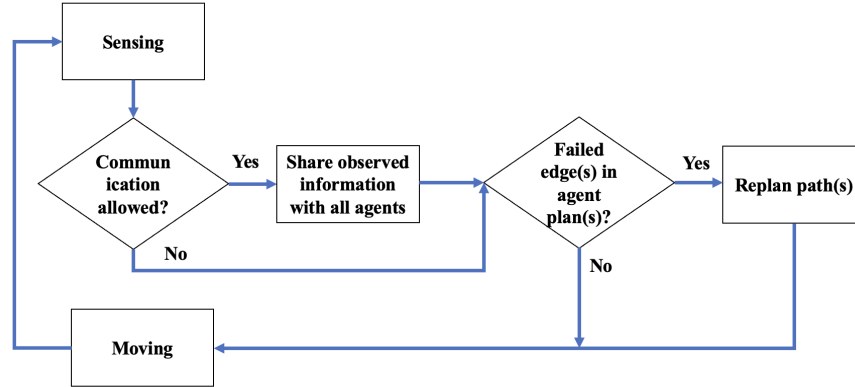 Sensing
Commun
ication
allowed?
Yes
Share observed
information
with all agents
No
Failed
edge(s) in
agent
plan(s)?
Yes
Replan path(s)
No
Moving